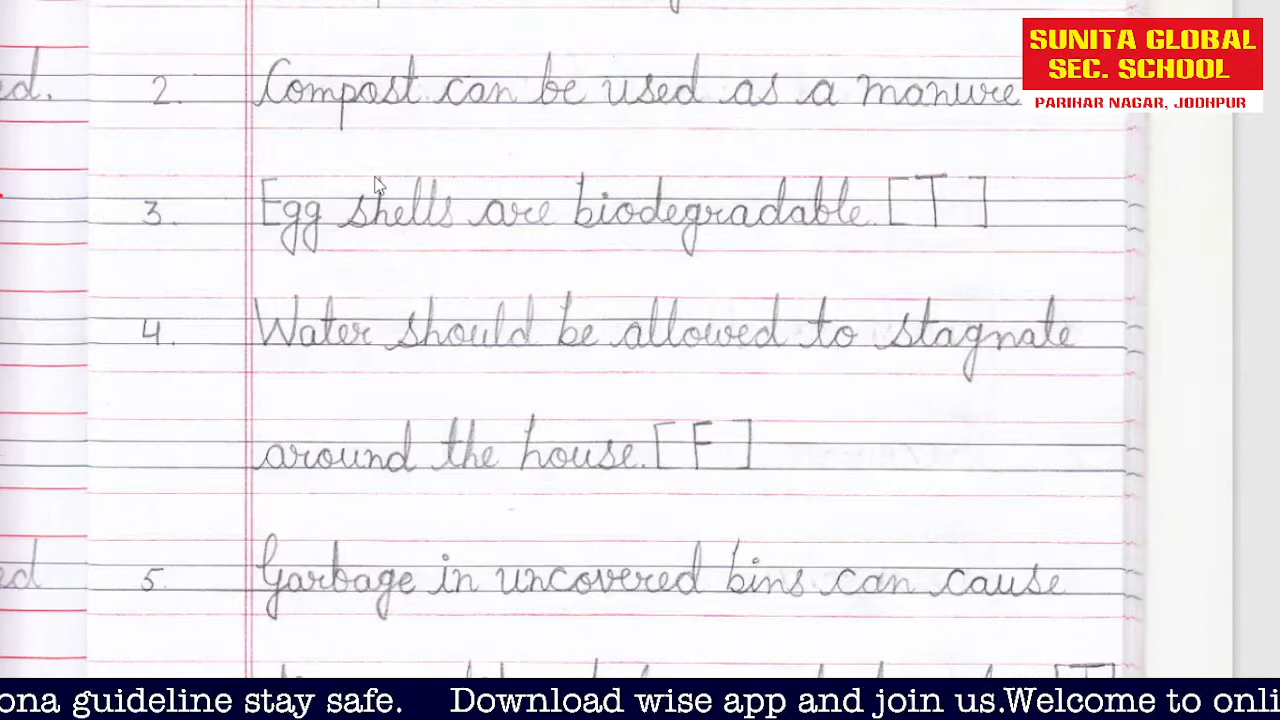 SUNITA GLOBAL
SEC. SCHOOL
PARIHAR NAGAR, JODHPUR
ed.
2. Compost can be used as a manure
3. Egg shells are biodegradable. [T]
4. Water should be allowed to stagnate
around the house. [F]
ed
5. Garbage in uncovered bins can cause
ona guideline stay safe. Download wise app and join us.Welcome to onli